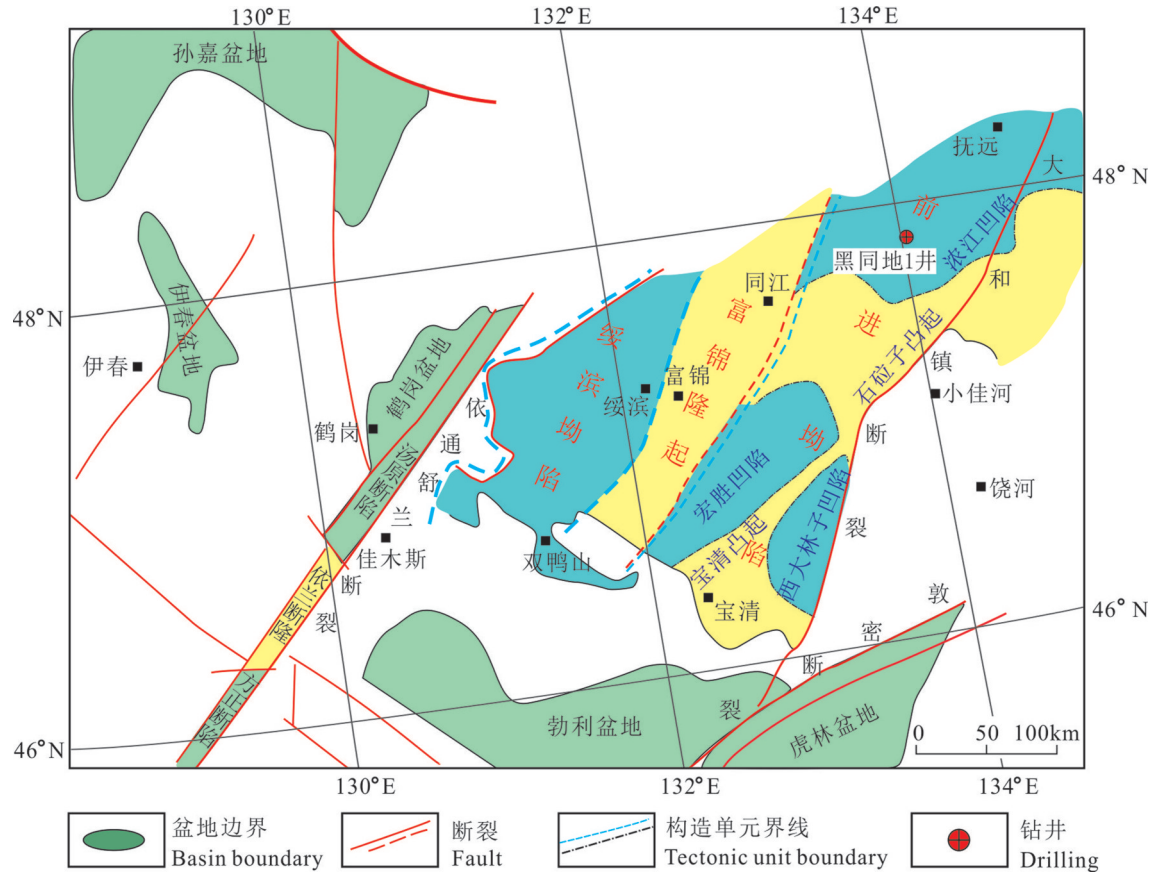 130°E
132°E
134°E
孙嘉盆地
抚远
大
48°N
前
浓江凹陷
黑同地1井
和
同江
进
石砬子凸起
伊春盆地
48°N
绥
富
镇
伊春
滨
锦
小佳河
鹤岗盆地
富锦
绥滨
依
隆
鹤岗
坳
坳
断
通
起
汤原断陷
舒
陷
宏胜凹陷
饶河
兰
西大林子凹陷
裂
佳木斯
双鸭山
宝清凸起
陷
断
依兰断隆
宝清
敦
46°N
裂
密
断
方正断陷
裂
勃利盆地
虎林盆地
46°N
0 50 100km
130°E
132°E
134°E
盆地边界
Basin boundary
断裂
Fault
构造单元界线
Tectonic unit boundary
钻井
Drilling